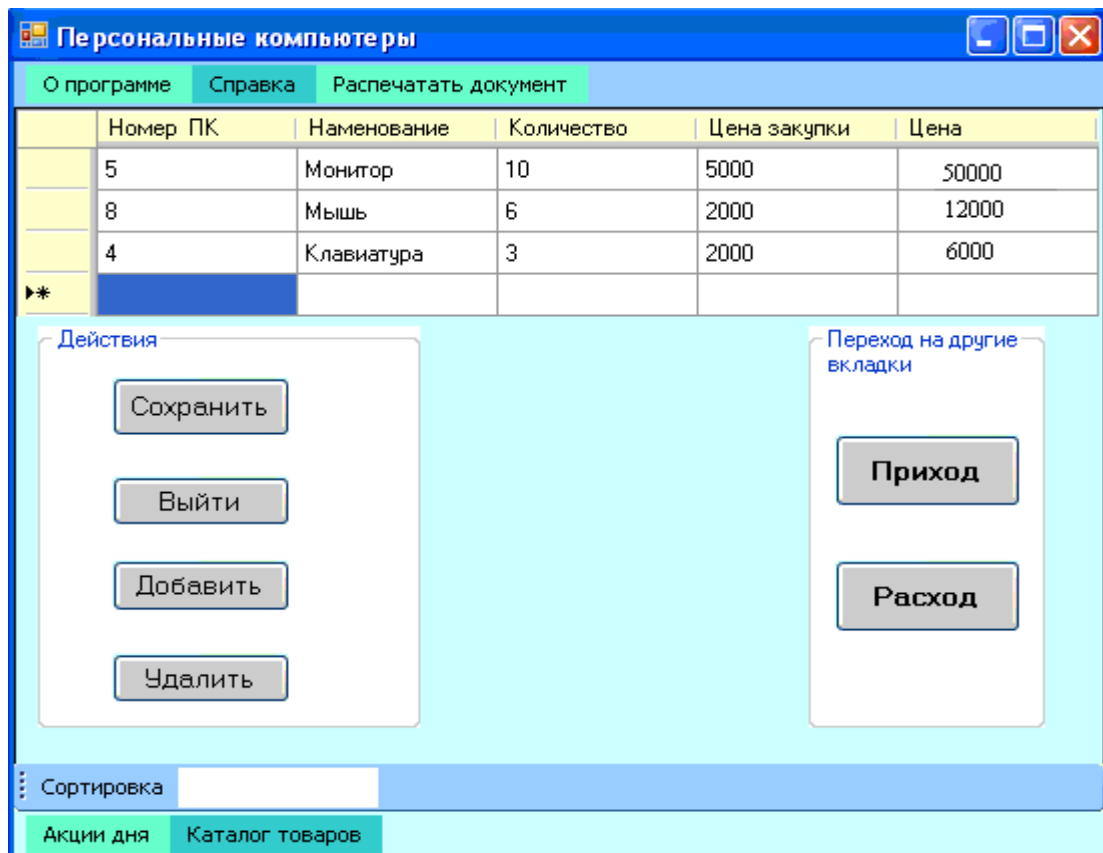 Персональные компьютеры
О программе Справка Распечатать документ
Номер ПК Наменование Количество Цена закупки Цена
5 Монитор 10 5000 50000
8 Мышь 6 2000 12000
4 Клавиатура 3 2000 6000
Действия
Сохранить
Выйти
Добавить
Удалить
Переход на другие
вкладки
Приход
Расход
Сортировка
Акции дня Каталог товаров